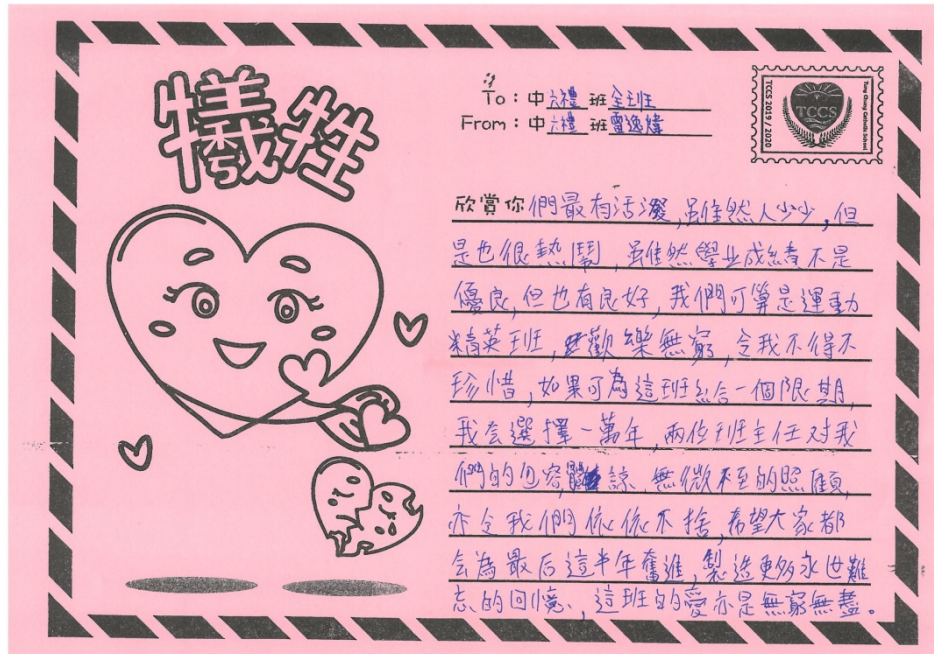 犧牲
To：中六禮班全班
From：中六禮班雷逸煒
TCCS 2019 / 2020
Tung Chung Catholic School
TCCS
欣賞你們最有活潑,雖然人少少,但
是也很熱鬧,雖然學业成績不是
優良,但也有良好,我們可算是運動
精英班,歡樂無窮,令我不得不
珍惜,如果可為這班給一個限期,
我会選擇一萬年,兩位班主任对我
們的包容體諒,無微不至的照顧,
亦令我們依依不捨,希望大家都
会為最后這半年奮進,製造更多永世難
忘的回憶,這班的愛亦是無窮無盡。